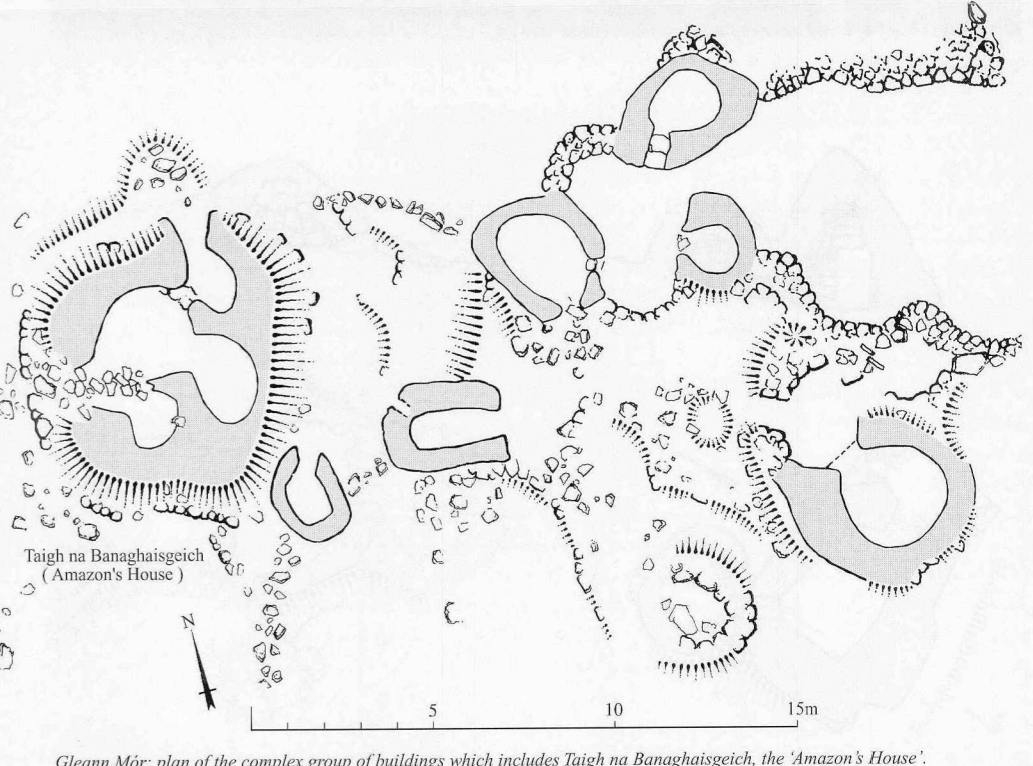 Taigh na Banaghaisgeich
( Amazon's House )
N
5 10 15m
Gleann Mór: plan of the complex group of buildings which includes Taigh na Banaghaisgeich, the 'Amazon's House'.